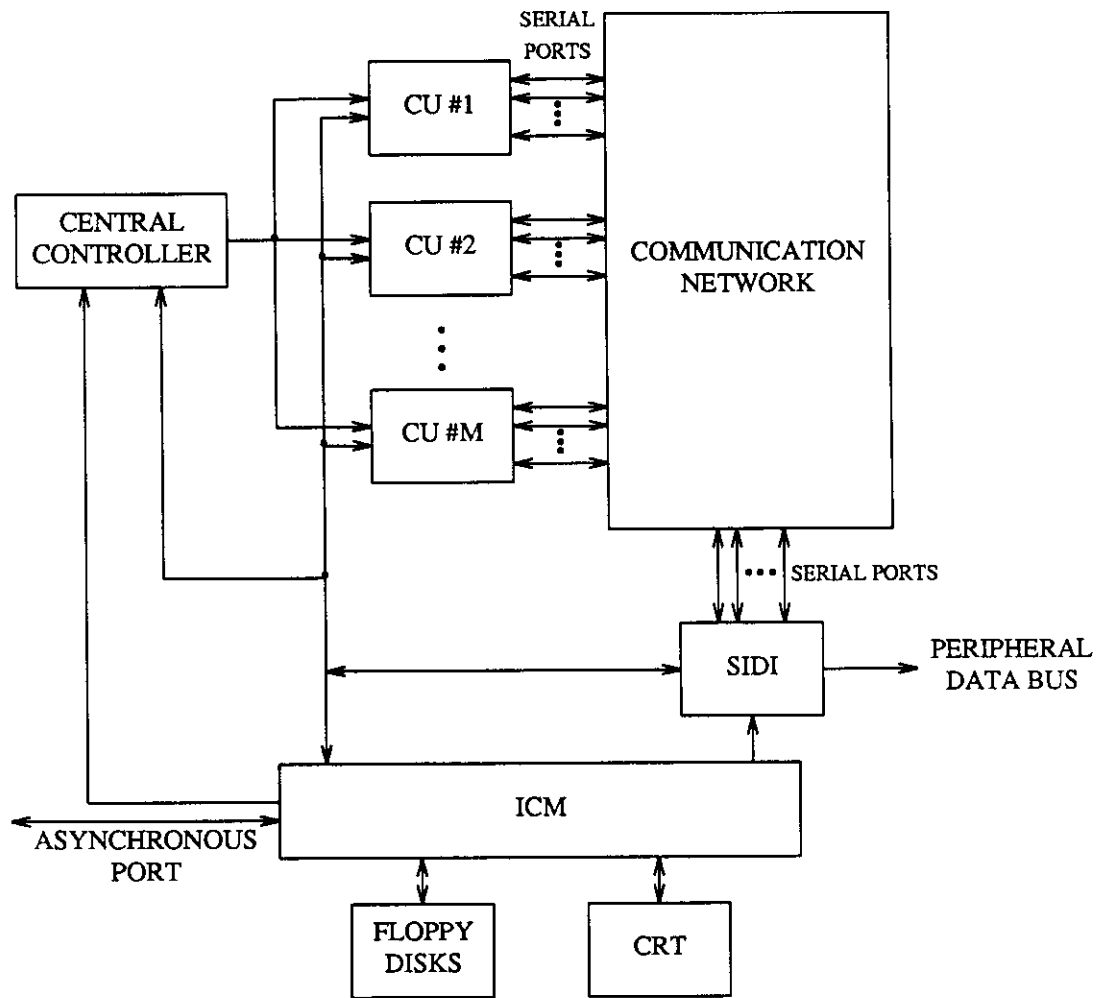 SERIAL
PORTS
CU #1
CENTRAL
CONTROLLER
CU #2
COMMUNICATION
NETWORK
CU #M
SERIAL PORTS
SIDI
PERIPHERAL
DATA BUS
ICM
ASYNCHRONOUS
PORT
FLOPPY
DISKS
CRT